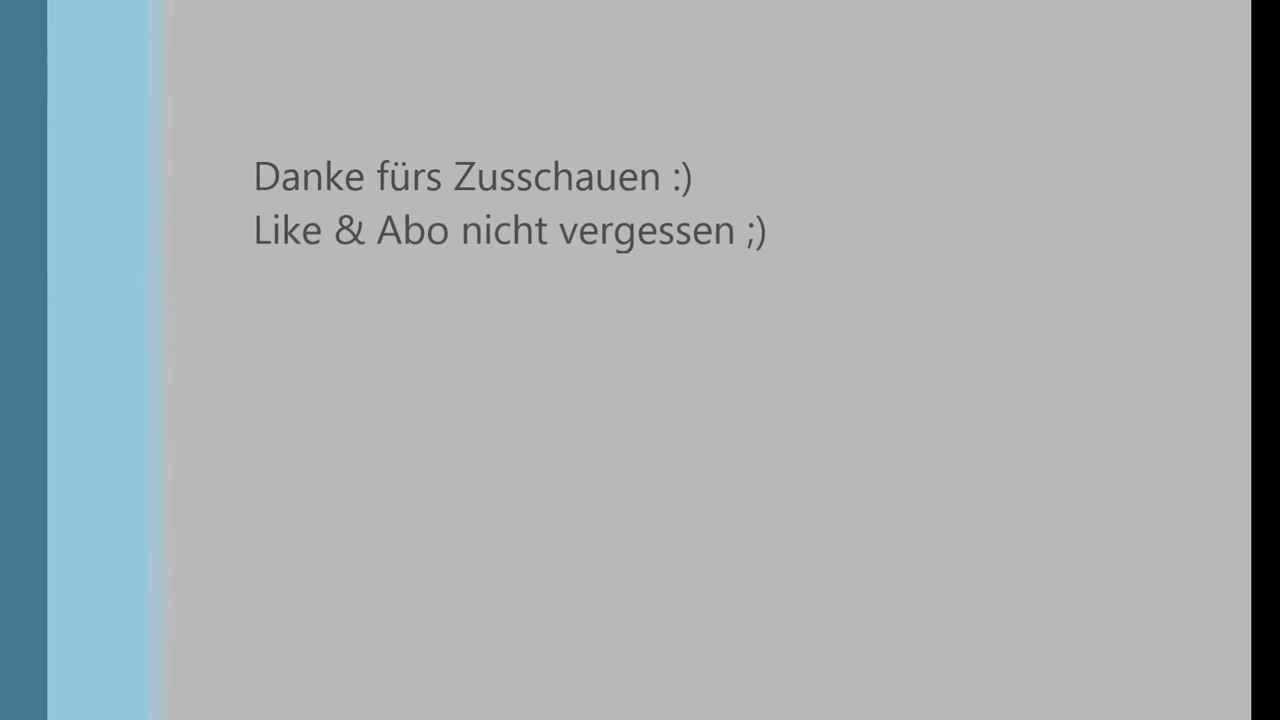 Danke fürs Zusschauen :)
Like & Abo nicht vergessen ;)